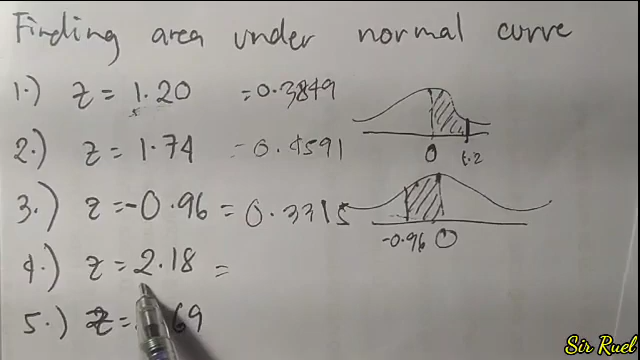 Finding area under normal curve
1.) z = 1.20 = 0.3849
2.) z = 1.74 = 0.4591
3.) z = -0.96 = 0.3315
4.) z = 2.18 =
5.) z = 69
0 1.2
-0.96 0
Sir Ruel